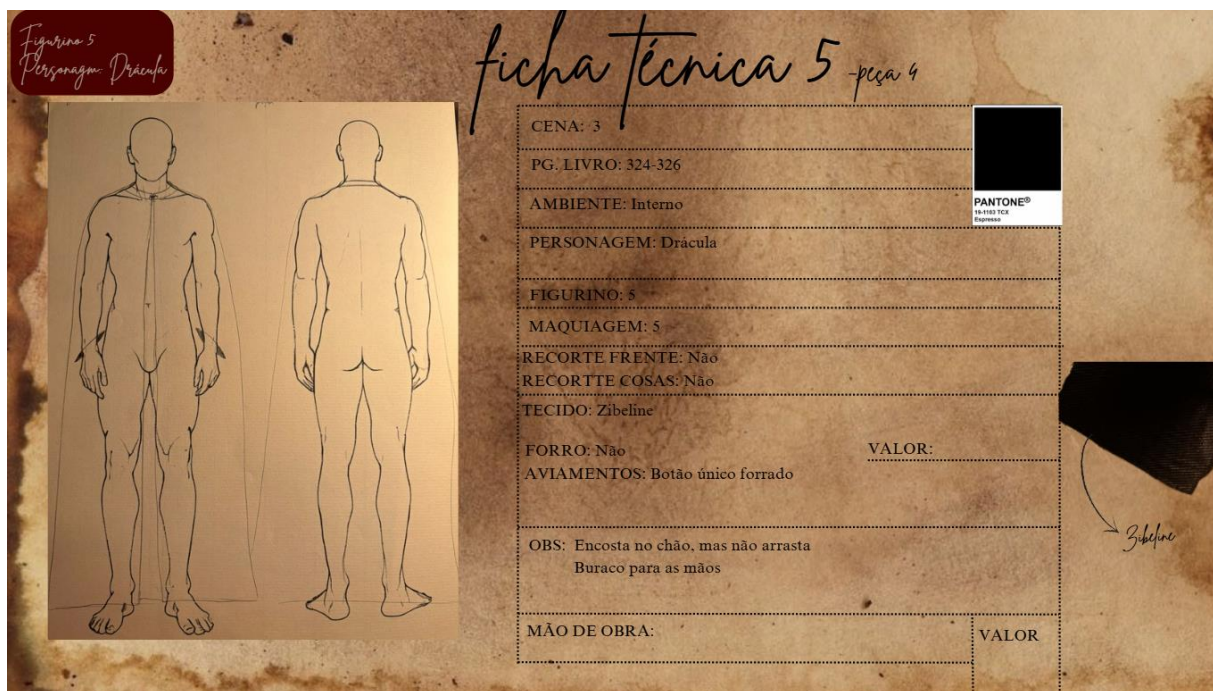 Figurino 5
Personagm: Drácula
ficha técnica 5 -peça 4
CENA: 3
PG. LIVRO: 324-326
AMBIENTE: Interno
PERSONAGEM: Drácula
FIGURINO: 5
MAQUIAGEM: 5
RECORTE FRENTE: Não
RECORTTE COSAS: Não
TECIDO: Zibeline
FORRO: Não
VALOR:
AVIAMENTOS: Botão único forrado
OBS: Encosta no chão, mas não arrasta
Buraco para as mãos
MÃO DE OBRA:
VALOR
PANTONE®
19-1103 TCX
Espresso
Zibeline